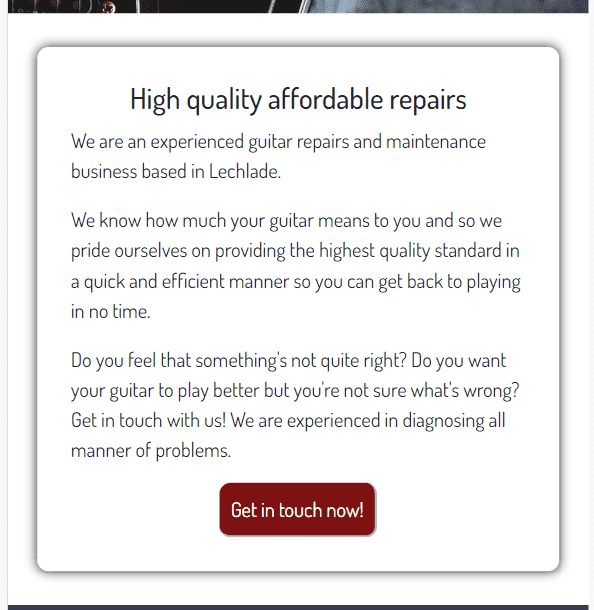 High quality affordable repairs
We are an experienced guitar repairs and maintenance
business based in Lechlade.
We know how much your guitar means to you and so we
pride ourselves on providing the highest quality standard in
a quick and efficient manner so you can get back to playing
in no time.
Do you feel that something's not quite right? Do you want
your guitar to play better but you're not sure what's wrong?
Get in touch with us! We are experienced in diagnosing all
manner of problems.
Get in touch now!